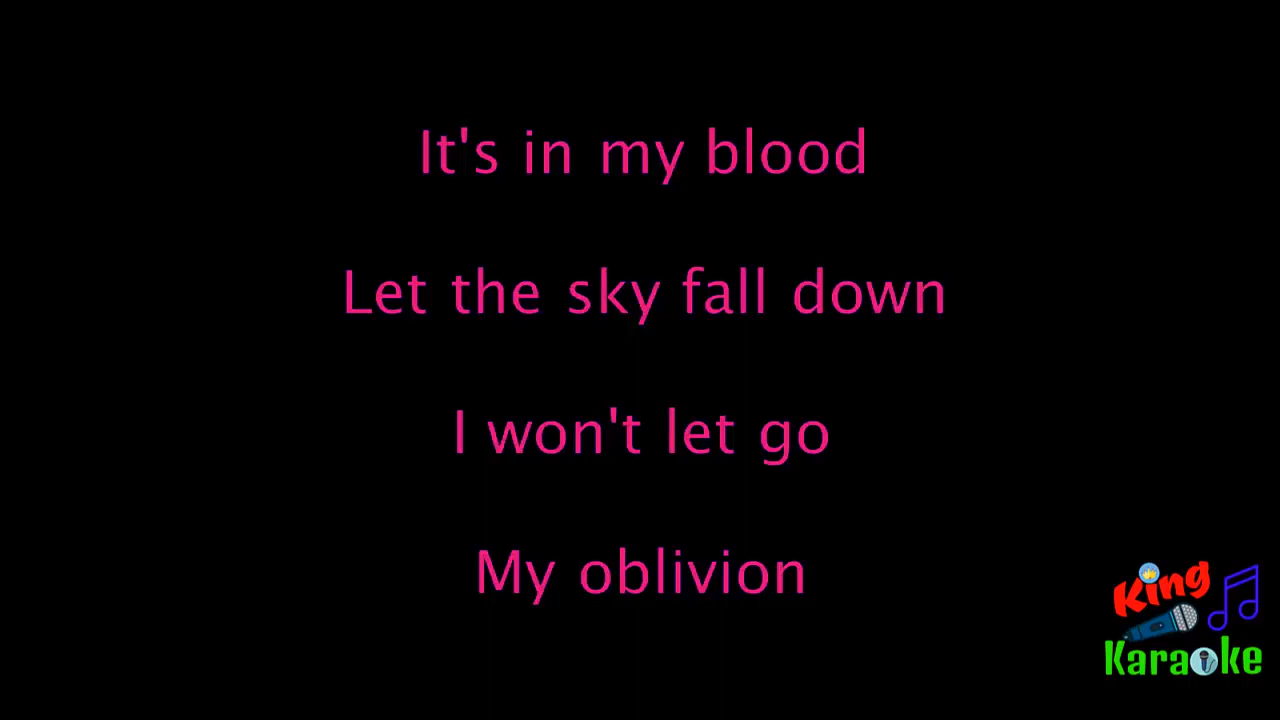 It's in my blood
Let the sky fall down
I won't let go
My oblivion
King
Karaoke